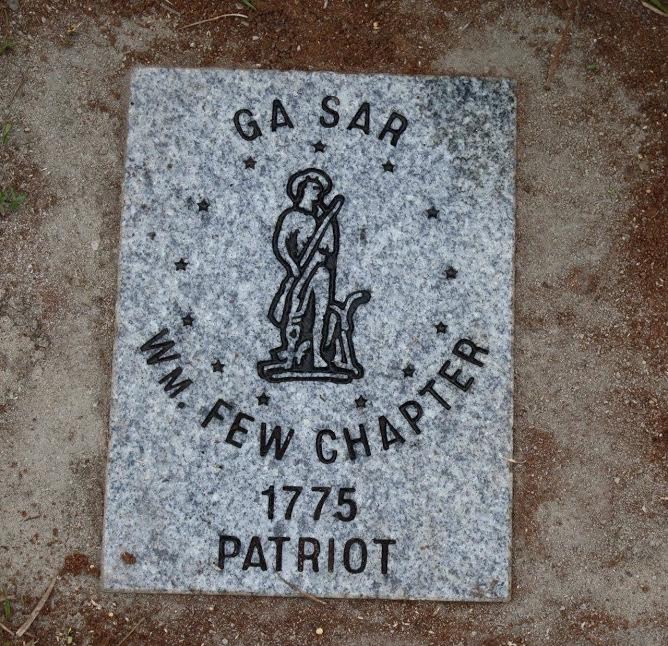 GA SAR
WM. FEW CHAPTER
1775
PATRIOT